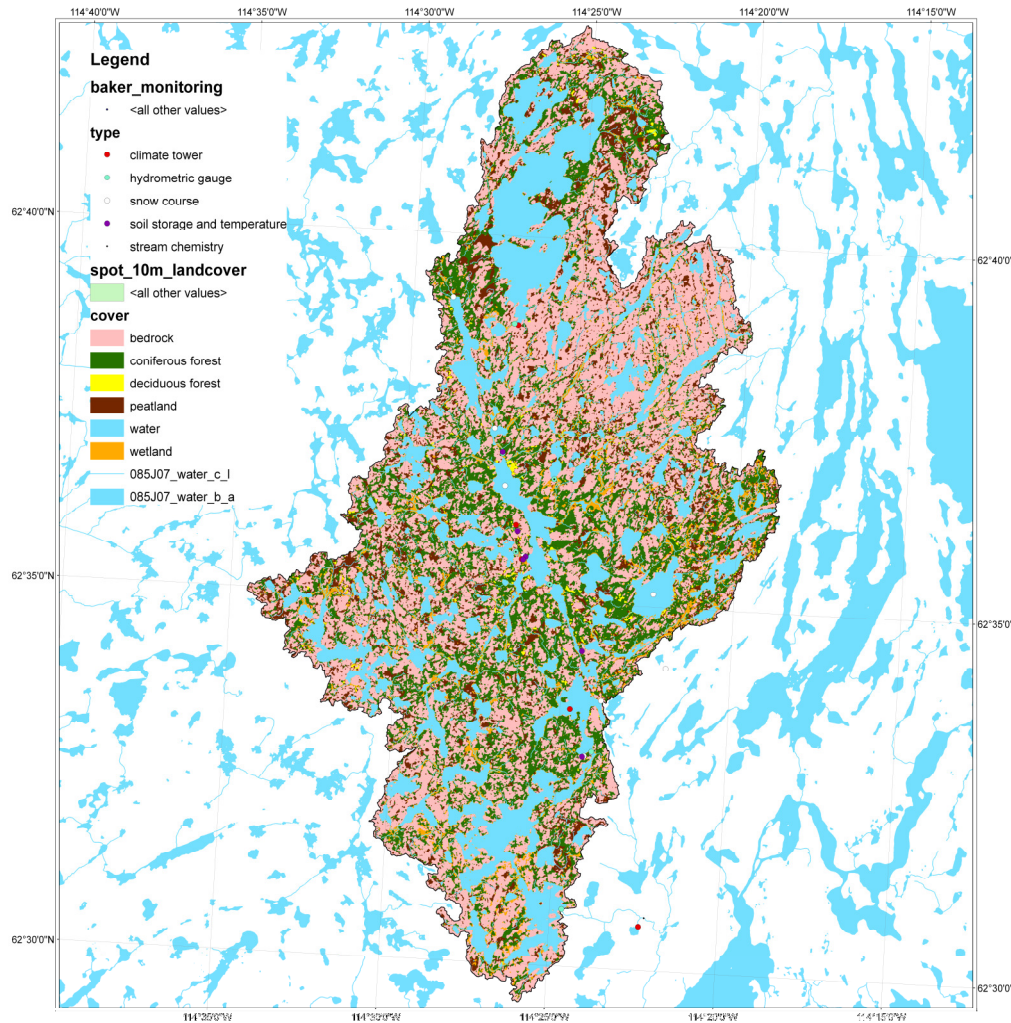 114°40'0"W 114°30'0"W 114°25'0"W 114°20'0"W 114°15'0"W
Legend
baker_monitoring
<all other values>
type
climate tower
hydrometric gauge
snow course
soil storage and temperature
stream chemistry
spot_10m_landcover
<all other values>
cover
bedrock
coniferous forest
deciduous forest
peatland
water
wetland
085J07_water_c_l
085J07_water_b_a
62°40'0"N
62°40'0"N
62°35'0"N
62°35'0"N
62°30'0"N
62°30'0"N